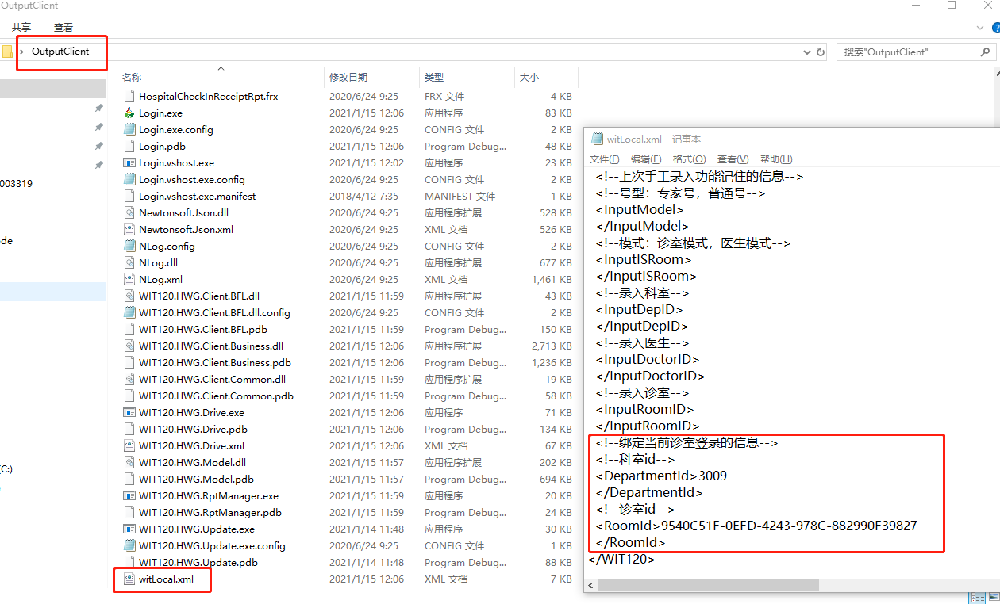 OutputClient
共享 查看
OutputClient
搜索"OutputClient"
名称 修改日期 类型 大小
HospitalCheckInReceiptRpt.frx 2020/6/24 9:25 FRX 文件 4 KB
Login.exe 2021/1/15 12:06 应用程序 83 KB
Login.exe.config 2020/6/24 9:25 CONFIG 文件 2 KB
Login.pdb 2021/1/15 12:06 Program Debug... 48 KB
Login.vshost.exe 2021/1/15 12:02 应用程序 23 KB
Login.vshost.exe.config 2020/6/24 9:25 CONFIG 文件 2 KB
Login.vshost.exe.manifest 2018/4/12 7:35 MANIFEST 文件 1 KB
Newtonsoft.Json.dll 2020/6/24 9:25 应用程序扩展 528 KB
Newtonsoft.Json.xml 2020/6/24 9:25 XML 文档 526 KB
NLog.config 2020/6/24 9:25 CONFIG 文件 2 KB
NLog.dll 2020/6/24 9:25 应用程序扩展 677 KB
NLog.xml 2020/6/24 9:25 XML 文档 1,461 KB
WIT120.HWG.Client.BFL.dll 2021/1/15 11:59 应用程序扩展 43 KB
WIT120.HWG.Client.BFL.dll.config 2020/6/24 9:25 CONFIG 文件 2 KB
WIT120.HWG.Client.BFL.pdb 2021/1/15 11:59 Program Debug... 150 KB
WIT120.HWG.Client.Business.dll 2021/1/15 12:06 应用程序扩展 2,713 KB
WIT120.HWG.Client.Business.pdb 2021/1/15 12:06 Program Debug... 1,236 KB
WIT120.HWG.Client.Common.dll 2021/1/15 11:59 应用程序扩展 19 KB
WIT120.HWG.Client.Common.pdb 2021/1/15 11:59 Program Debug... 58 KB
WIT120.HWG.Drive.exe 2021/1/15 12:06 应用程序 71 KB
WIT120.HWG.Drive.pdb 2021/1/15 12:06 Program Debug... 134 KB
WIT120.HWG.Drive.xml 2021/1/15 12:06 XML 文档 67 KB
WIT120.HWG.Model.dll 2021/1/15 11:57 应用程序扩展 202 KB
WIT120.HWG.Model.pdb 2021/1/15 11:57 Program Debug... 694 KB
WIT120.HWG.RptManager.exe 2021/1/15 11:59 应用程序 20 KB
WIT120.HWG.RptManager.pdb 2021/1/15 11:59 Program Debug... 24 KB
WIT120.HWG.Update.exe 2021/1/14 11:48 应用程序 30 KB
WIT120.HWG.Update.exe.config 2020/6/24 9:25 CONFIG 文件 1 KB
WIT120.HWG.Update.pdb 2021/1/14 11:48 Program Debug... 88 KB
witLocal.xml 2021/1/15 12:06 XML 文档 7 KB
003319
de
C:)
witLocal.xml - 记事本
文件(F) 编辑(E) 格式(O) 查看(V) 帮助(H)
<!--上次手工录入功能记住的信息-->
<!--号型：专家号，普通号-->
<InputModel>
</InputModel>
<!--模式：诊室模式，医生模式-->
<InputISRoom>
</InputISRoom>
<!--录入科室-->
<InputDepID>
</InputDepID>
<!--录入医生-->
<InputDoctorID>
</InputDoctorID>
<!--录入诊室-->
<InputRoomID>
</InputRoomID>
<!--绑定当前诊室登录的信息-->
<!--科室id-->
<DepartmentId>3009
</DepartmentId>
<!--诊室id-->
<RoomId>9540C51F-0EFD-4243-978C-882990F39827
</RoomId>
</WIT120>